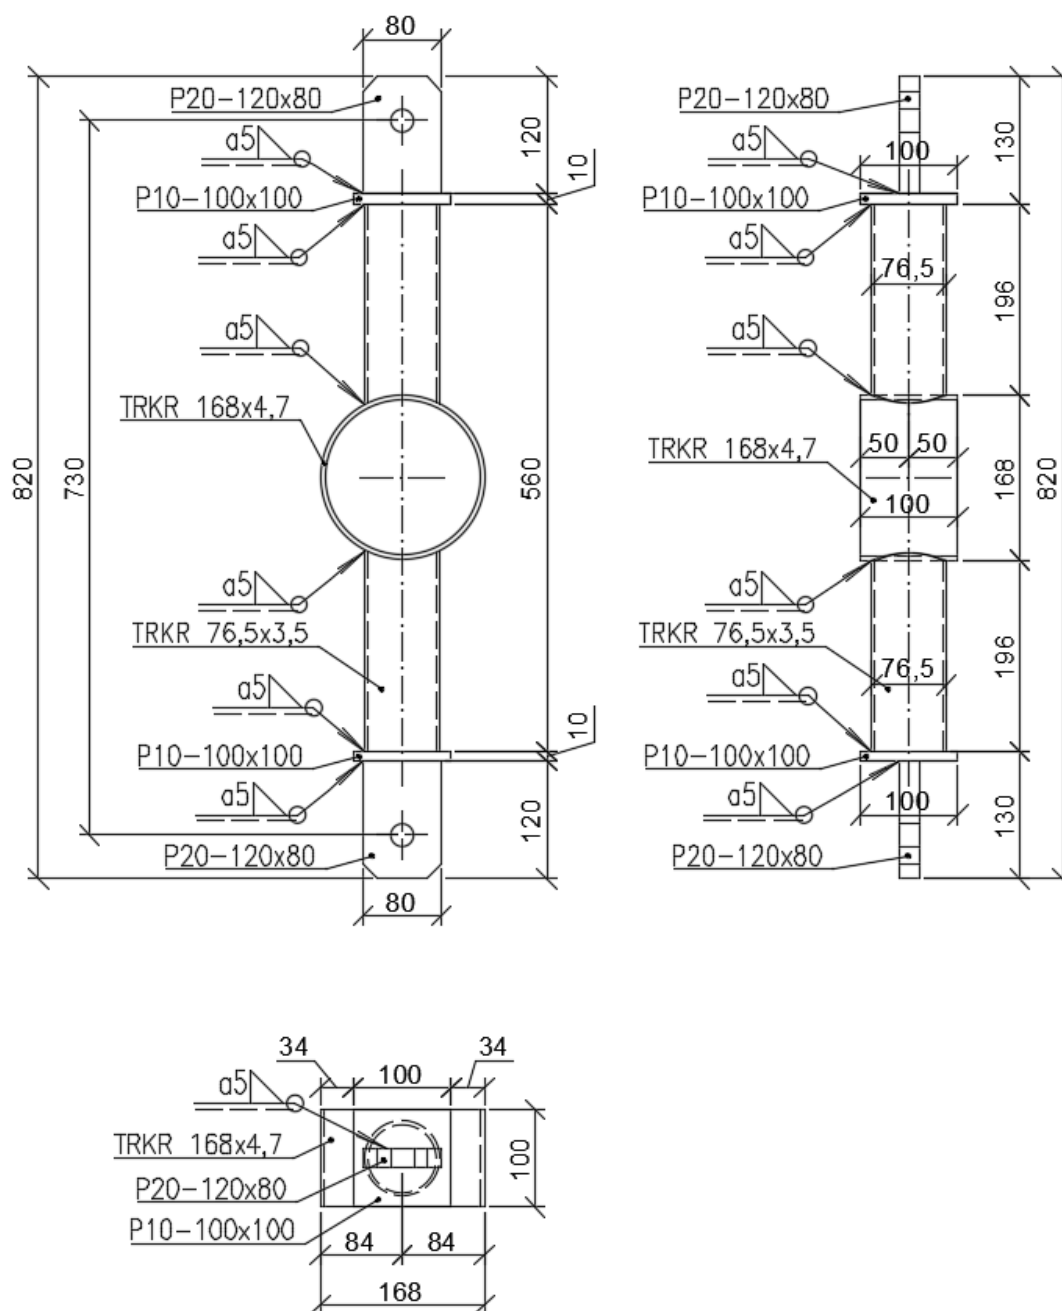 80
P20-120x80
a5
P10-100x100
a5
a5
TRKR 168x4,7
a5
TRKR 76,5x3,5
a5
P10-100x100
a5
P20-120x80
80
820
730
120
10
560
10
120
P20-120x80
a5
100
P10-100x100
a5
76,5
a5
50 50
TRKR 168x4,7
100
a5
TRKR 76,5x3,5
76,5
a5
P10-100x100
100
a5
P20-120x80
130
196
168
196
130
820
34 100 34
a5
TRKR 168x4,7
P20-120x80
P10-100x100
100
84 84
168